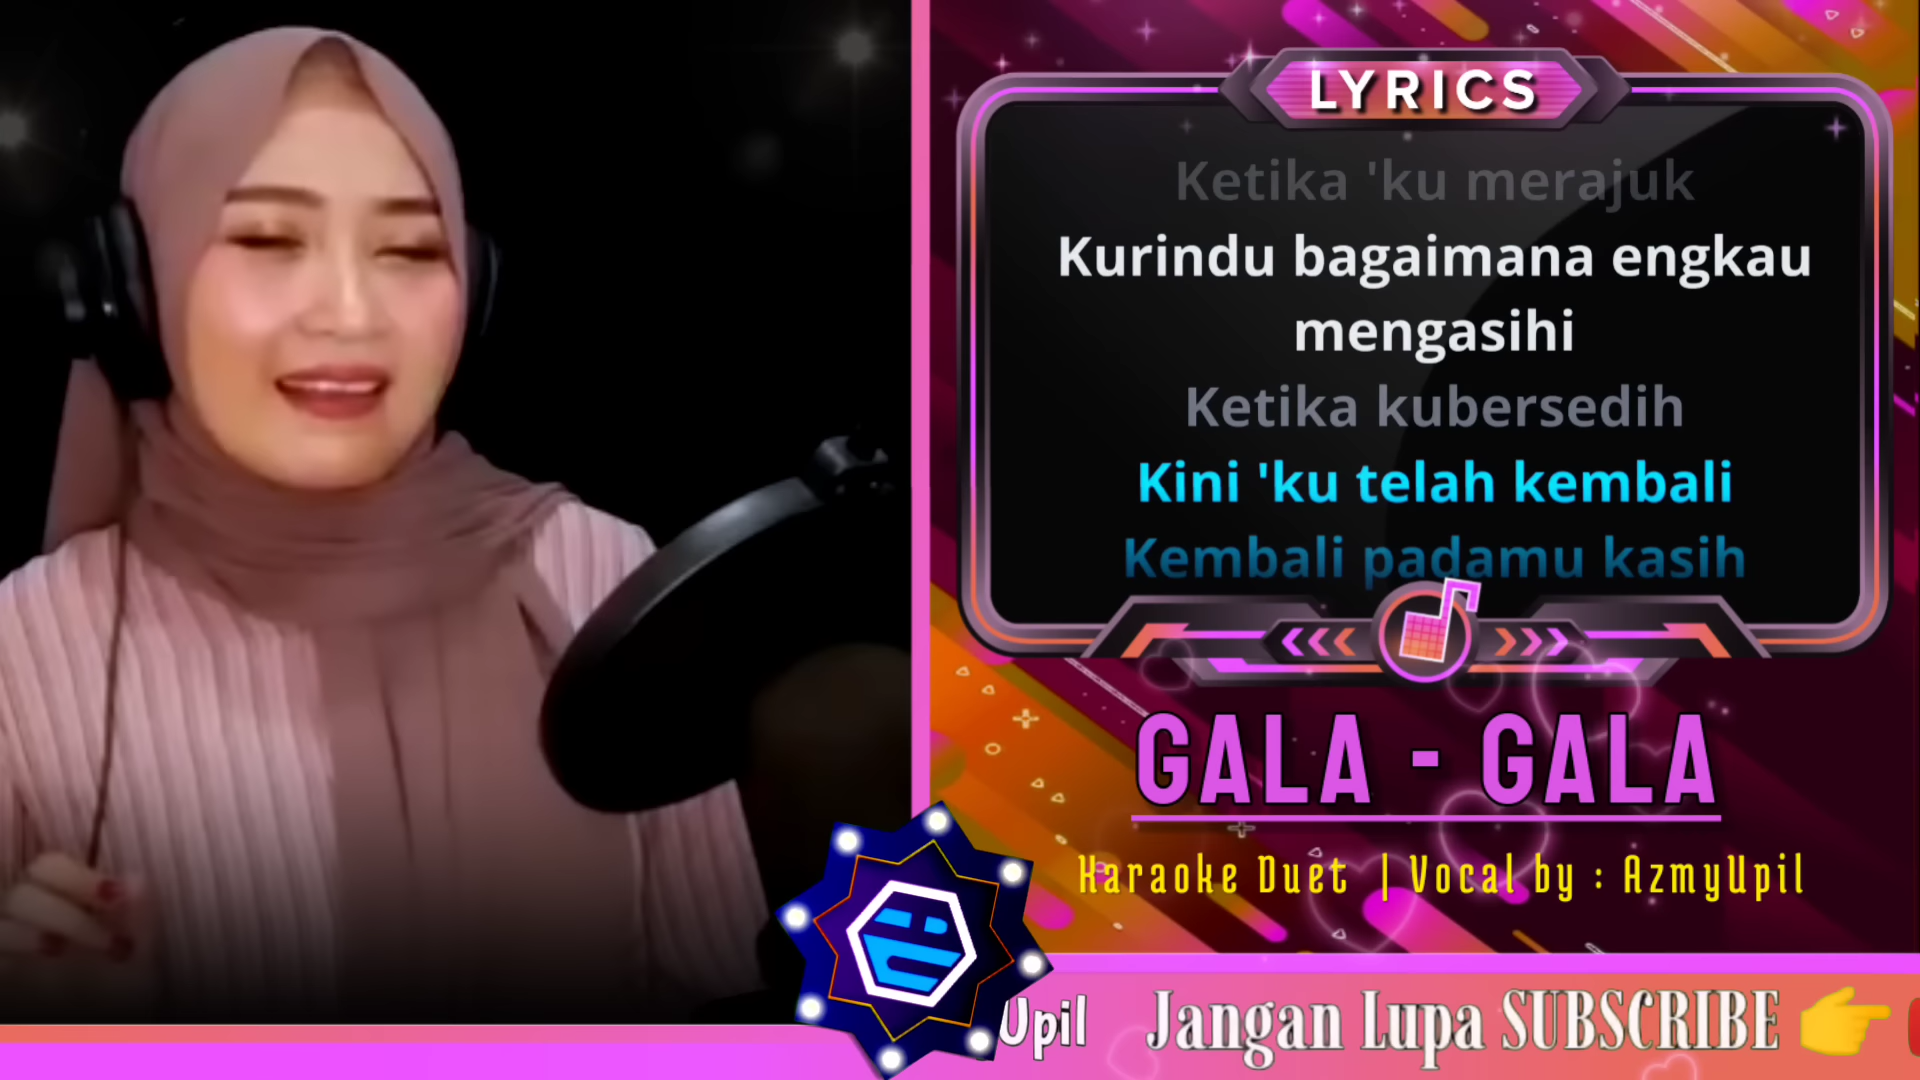 LYRICS
Ketika 'ku merajuk
Kurindu bagaimana engkau
mengasihi
Ketika kubersedih
Kini 'ku telah kembali
Kembali padamu kasih
GALA - GALA
Karaoke Duet | Vocal by : AzmyUpil
Upil Jangan Lupa SUBSCRIBE